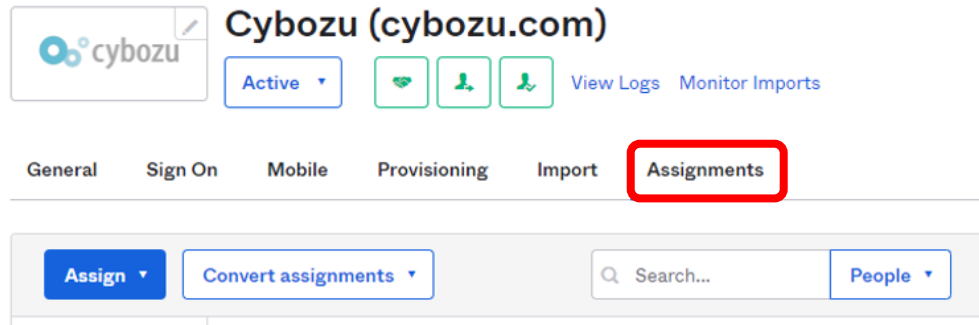 cybozu
Cybozu (cybozu.com)
Active
View Logs Monitor Imports
General Sign On Mobile Provisioning Import Assignments
Assign Convert assignments Search... People